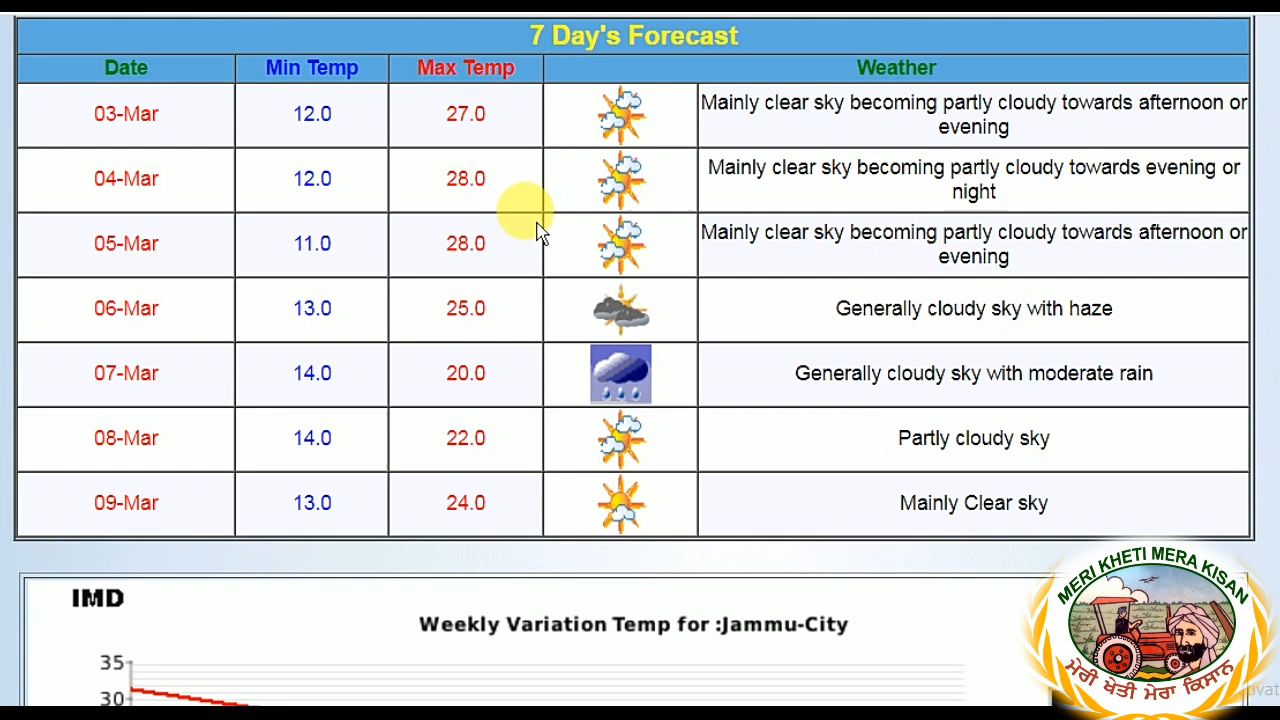 7 Day's Forecast
Date Min Temp Max Temp Weather
03-Mar 12.0 27.0 Mainly clear sky becoming partly cloudy towards afternoon or
evening
04-Mar 12.0 28.0 Mainly clear sky becoming partly cloudy towards evening or
night
05-Mar 11.0 28.0 Mainly clear sky becoming partly cloudy towards afternoon or
evening
06-Mar 13.0 25.0 Generally cloudy sky with haze
07-Mar 14.0 20.0 Generally cloudy sky with moderate rain
08-Mar 14.0 22.0 Partly cloudy sky
09-Mar 13.0 24.0 Mainly Clear sky
IMD
Weekly Variation Temp for :Jammu-City
35
30
MERI KHETI MERA KISAN
ਮੇਰੀ ਖੇਤੀ ਮੇਰਾ ਕਿਸਾਨ